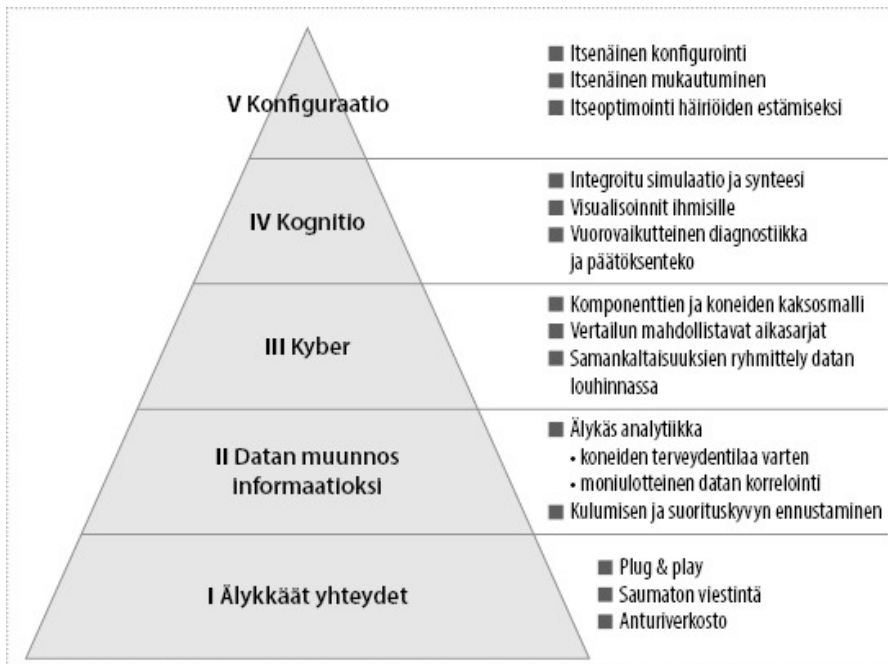 V Konfiguraatio
■ Itsenäinen konfigurointi
■ Itsenäinen mukautuminen
■ Itseoptimointi häiriöiden estämiseksi
IV Kognitio
■ Integroitu simulaatio ja synteesi
■ Visualisoinnit ihmisille
■ Vuorovaikutteinen diagnostiikka
ja päätöksenteko
III Kyber
■ Komponenttien ja koneiden kaksosmalli
■ Vertailun mahdollistavat aikasarjat
■ Samankaltaisuuksien ryhmittely datan
louhinnassa
II Datan muunnos
informaatioksi
■ Älykäs analytiikka
• koneiden terveydentilaa varten
• moniulotteinen datan korrelointi
■ Kulumisen ja suorituskyvyn ennustaminen
I Älykkäät yhteydet
■ Plug & play
■ Saumaton viestintä
■ Anturiverkosto